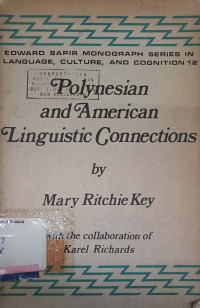 EDWARD SAPIR MONOGRAPH SERIES IN
LANGUAGE, CULTURE, AND COGNITION 12
Polynesian
and American
Linguistic Connections
by
Mary Ritchie Key
with the collaboration of
Karel Richards